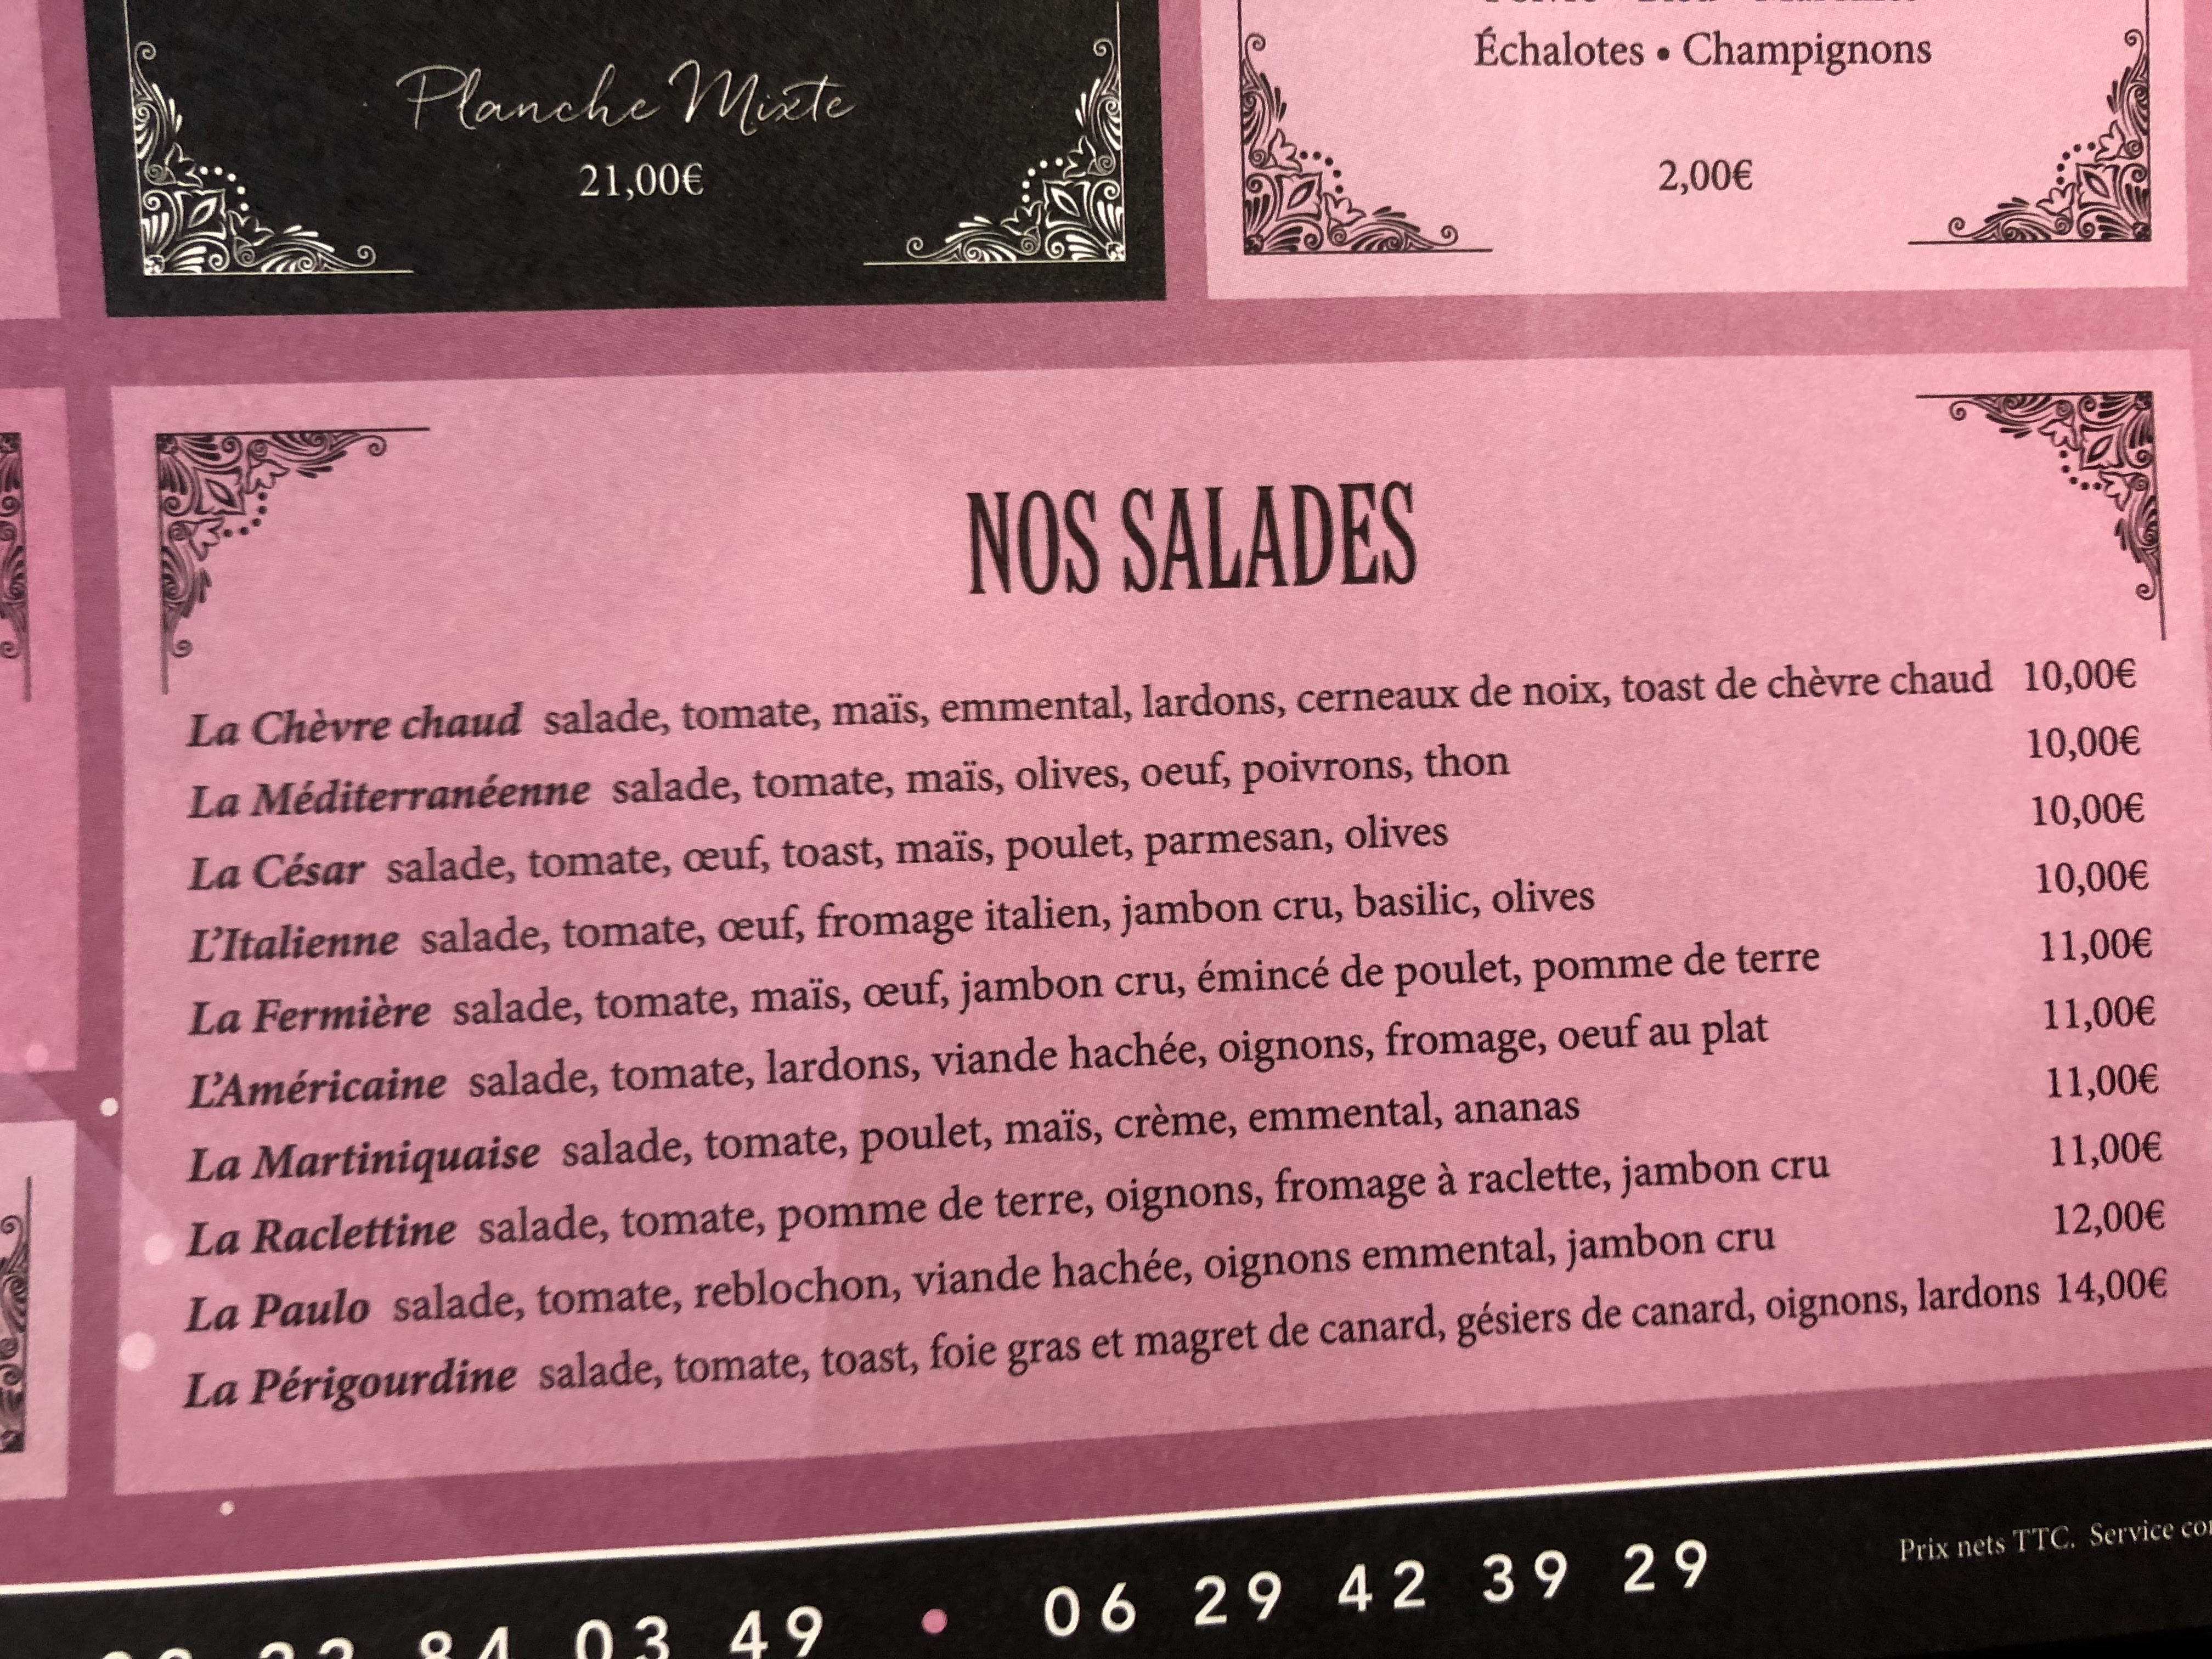 Planche Mixte
21,00€
Échalotes • Champignons
2,00€
NOS SALADES
La Chèvre chaud salade, tomate, maïs, emmental, lardons, cerneaux de noix, toast de chèvre chaud 10,00€
La Méditerranéenne salade, tomate, maïs, olives, oeuf, poivrons, thon 10,00€
La César salade, tomate, œuf, toast, maïs, poulet, parmesan, olives 10,00€
L'Italienne salade, tomate, œuf, fromage italien, jambon cru, basilic, olives 10,00€
La Fermière salade, tomate, maïs, œuf, jambon cru, émincé de poulet, pomme de terre 11,00€
L'Américaine salade, tomate, lardons, viande hachée, oignons, fromage, oeuf au plat 11,00€
La Martiniquaise salade, tomate, poulet, maïs, crème, emmental, ananas 11,00€
La Raclettine salade, tomate, pomme de terre, oignons, fromage à raclette, jambon cru 11,00€
La Paulo salade, tomate, reblochon, viande hachée, oignons emmental, jambon cru 12,00€
La Périgourdine salade, tomate, toast, foie gras et magret de canard, gésiers de canard, oignons, lardons 14,00€
84 03 49 • 06 29 42 39 29
Prix nets TTC. Service